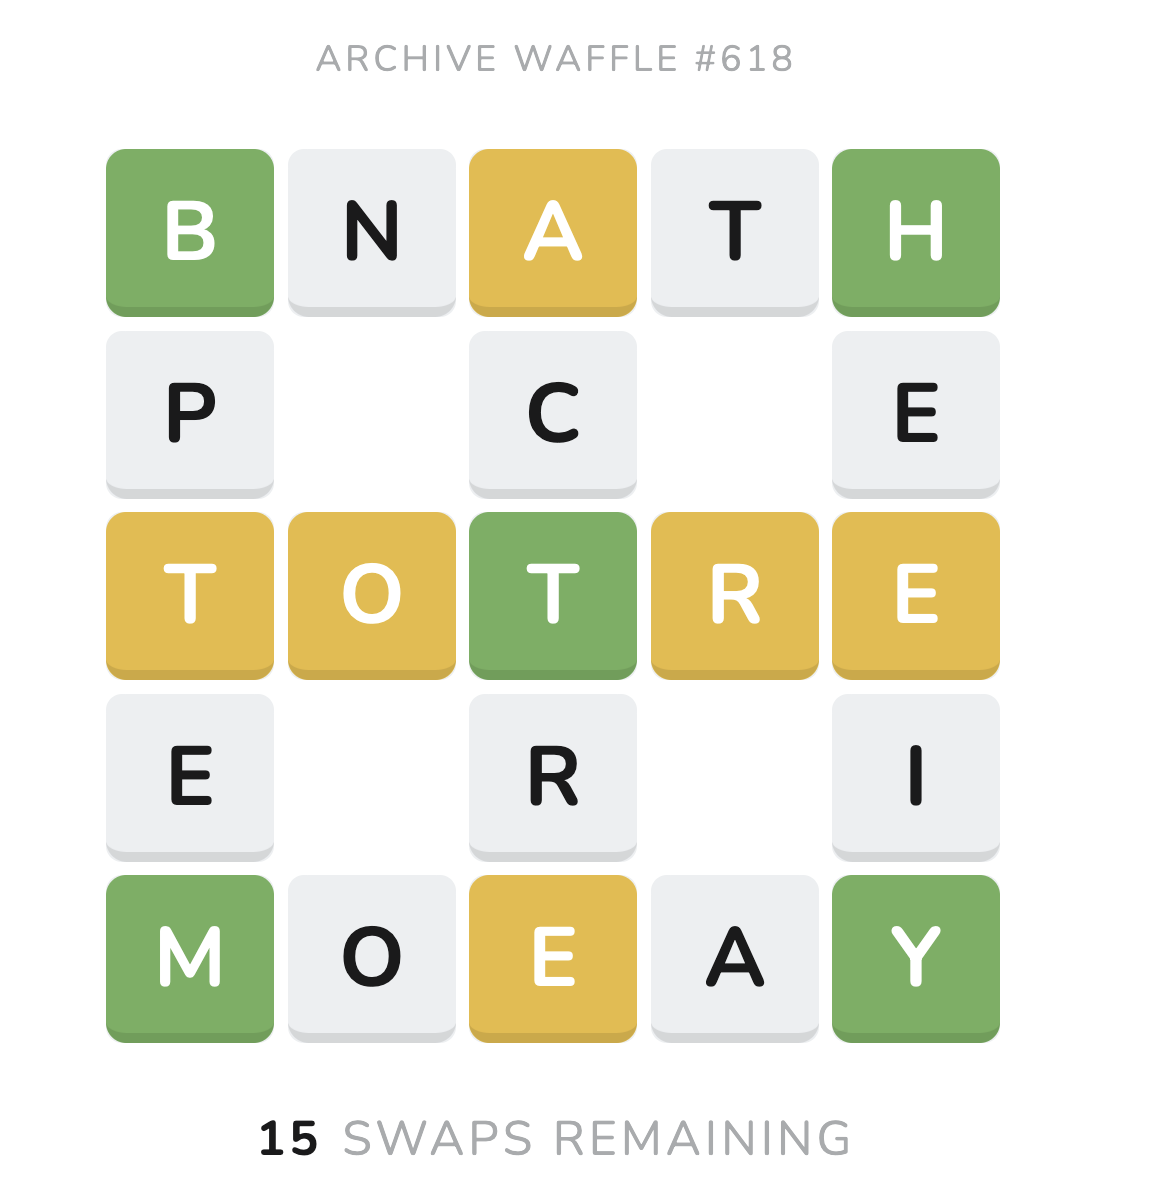 ARCHIVE WAFFLE #618
B N A T H
P C E
T O T R E
E R I
M O E A Y
15 SWAPS REMAINING